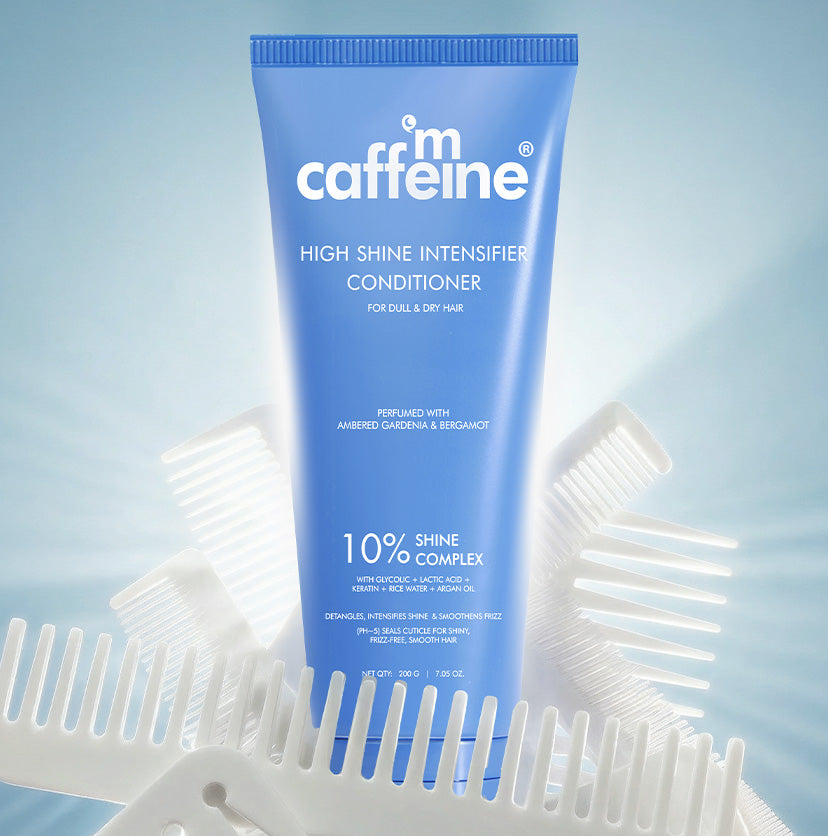 'm
caffeine®
HIGH SHINE INTENSIFIER
CONDITIONER
FOR DULL & DRY HAIR
PERFUMED WITH
AMBERED GARDENIA & BERGAMOT
10% SHINE
COMPLEX
WITH GLYCOLIC + LACTIC ACID +
KERATIN + RICE WATER + ARGAN OIL
DETANGLES, INTENSIFIES SHINE & SMOOTHENS FRIZZ
(PH~5) SEALS CUTICLE FOR SHINY,
FRIZZ-FREE, SMOOTH HAIR
NET QTY: 200 G | 7.05 OZ.